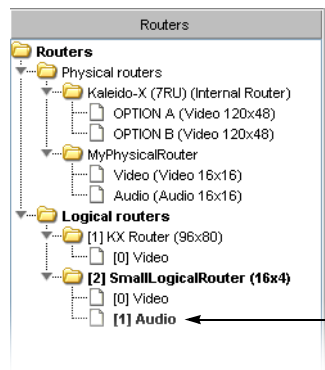 Routers
Routers
Physical routers
Kaleido-X (7RU) (Internal Router)
OPTION A (Video 120x48)
OPTION B (Video 120x48)
MyPhysicalRouter
Video (Video 16x16)
Audio (Audio 16x16)
Logical routers
[1] KX Router (96x80)
[0] Video
[2] SmallLogicalRouter (16x4)
[0] Video
[1] Audio